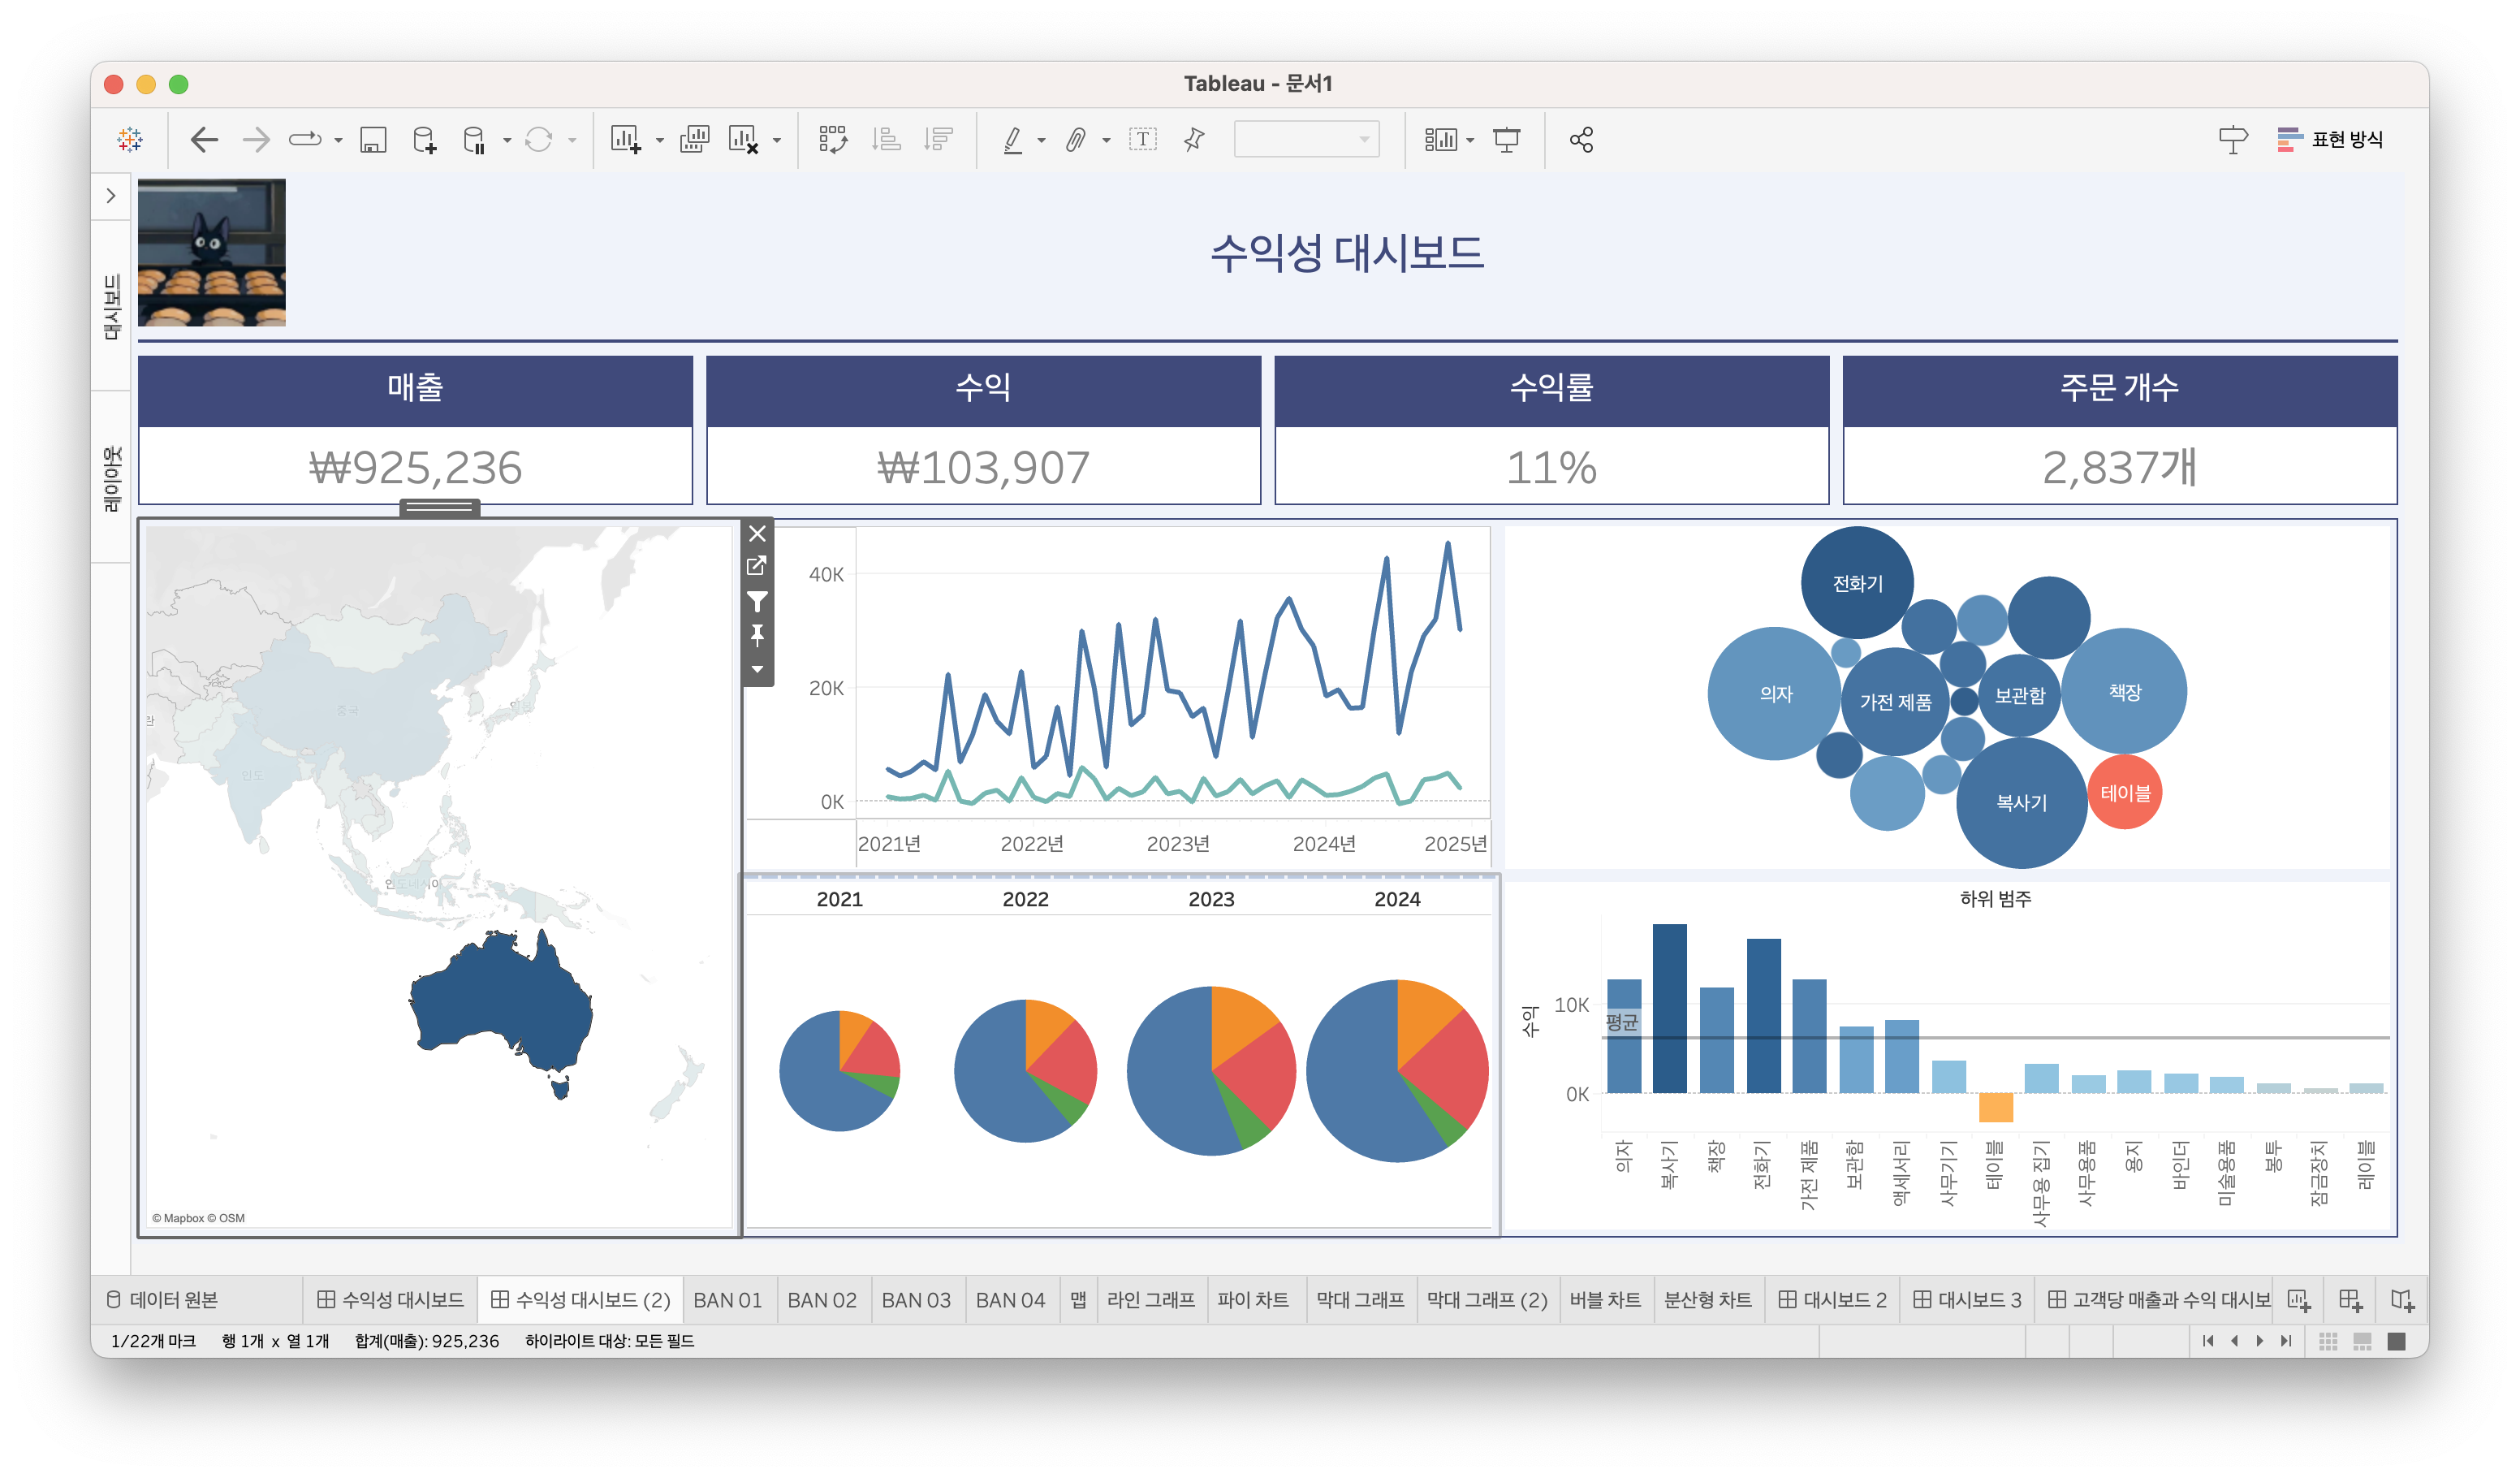 Tableau - 문서1
표현 방식
대시보드
레이아웃
수익성 대시보드
매출
수익
수익률
주문 개수
₩925,236
₩103,907
11%
2,837개
중국
일본
란
인도
인도네시아
© Mapbox © OSM
40K
20K
0K
2021년
2022년
2023년
2024년
2025년
전화기
의자
가전 제품
보관함
책장
복사기
테이블
2021
2022
2023
2024
하위 범주
수익
10K
평균
0K
의자
복사기
책장
전화기
가전 제품
보관함
액세서리
사무기기
테이블
사무용 집기
사무용품
용지
바인더
미술용품
봉투
잠금장치
레이블
데이터 원본
수익성 대시보드
수익성 대시보드 (2)
BAN 01
BAN 02
BAN 03
BAN 04
맵
라인 그래프
파이 차트
막대 그래프
막대 그래프 (2)
버블 차트
분산형 차트
대시보드 2
대시보드 3
고객당 매출과 수익 대시보
1/22개 마크
행 1개 x 열 1개
합계(매출): 925,236
하이라이트 대상: 모든 필드